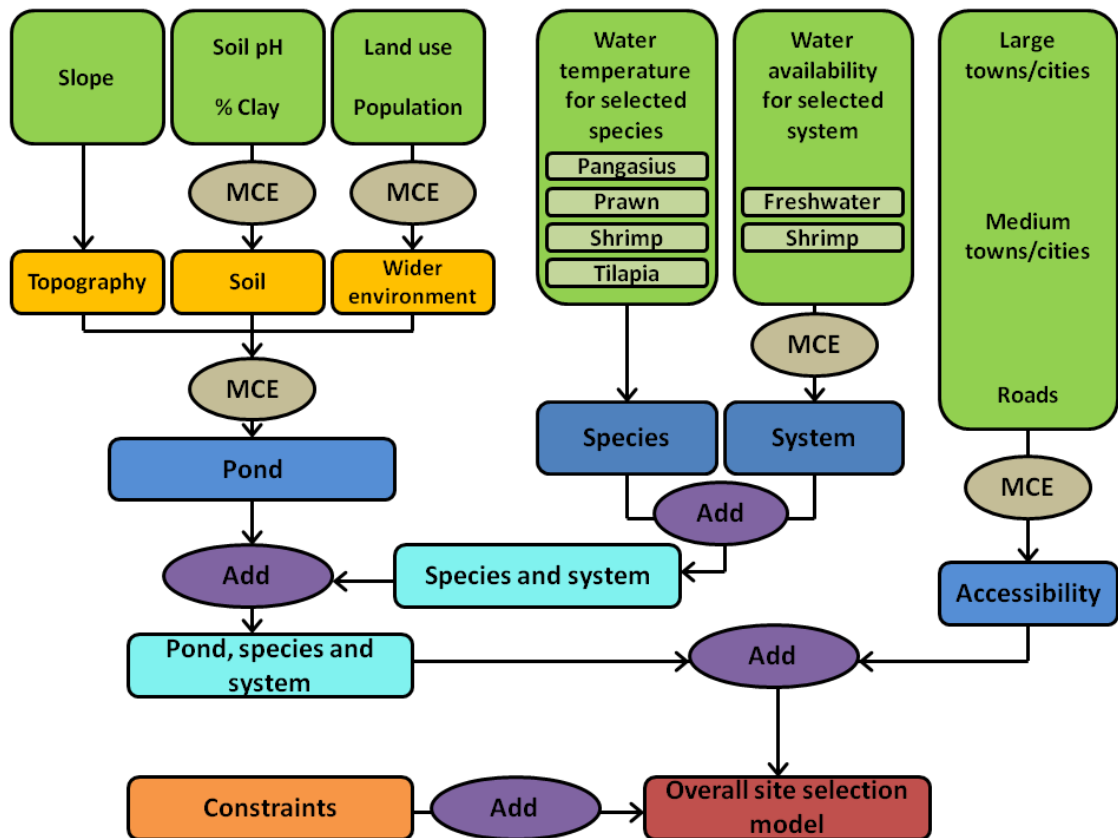 Slope
Soil pH
% Clay
Land use
Population
Water
temperature
for selected
species
Pangasius
Prawn
Shrimp
Tilapia
Water
availability
for selected
system
Freshwater
Shrimp
Large
towns/cities
Medium
towns/cities
Roads
MCE
MCE
Topography
Soil
Wider
environment
MCE
MCE
Pond
Species
System
MCE
Add
Add
Species and system
Accessibility
Pond, species and
system
Add
Constraints
Add
Overall site selection
model